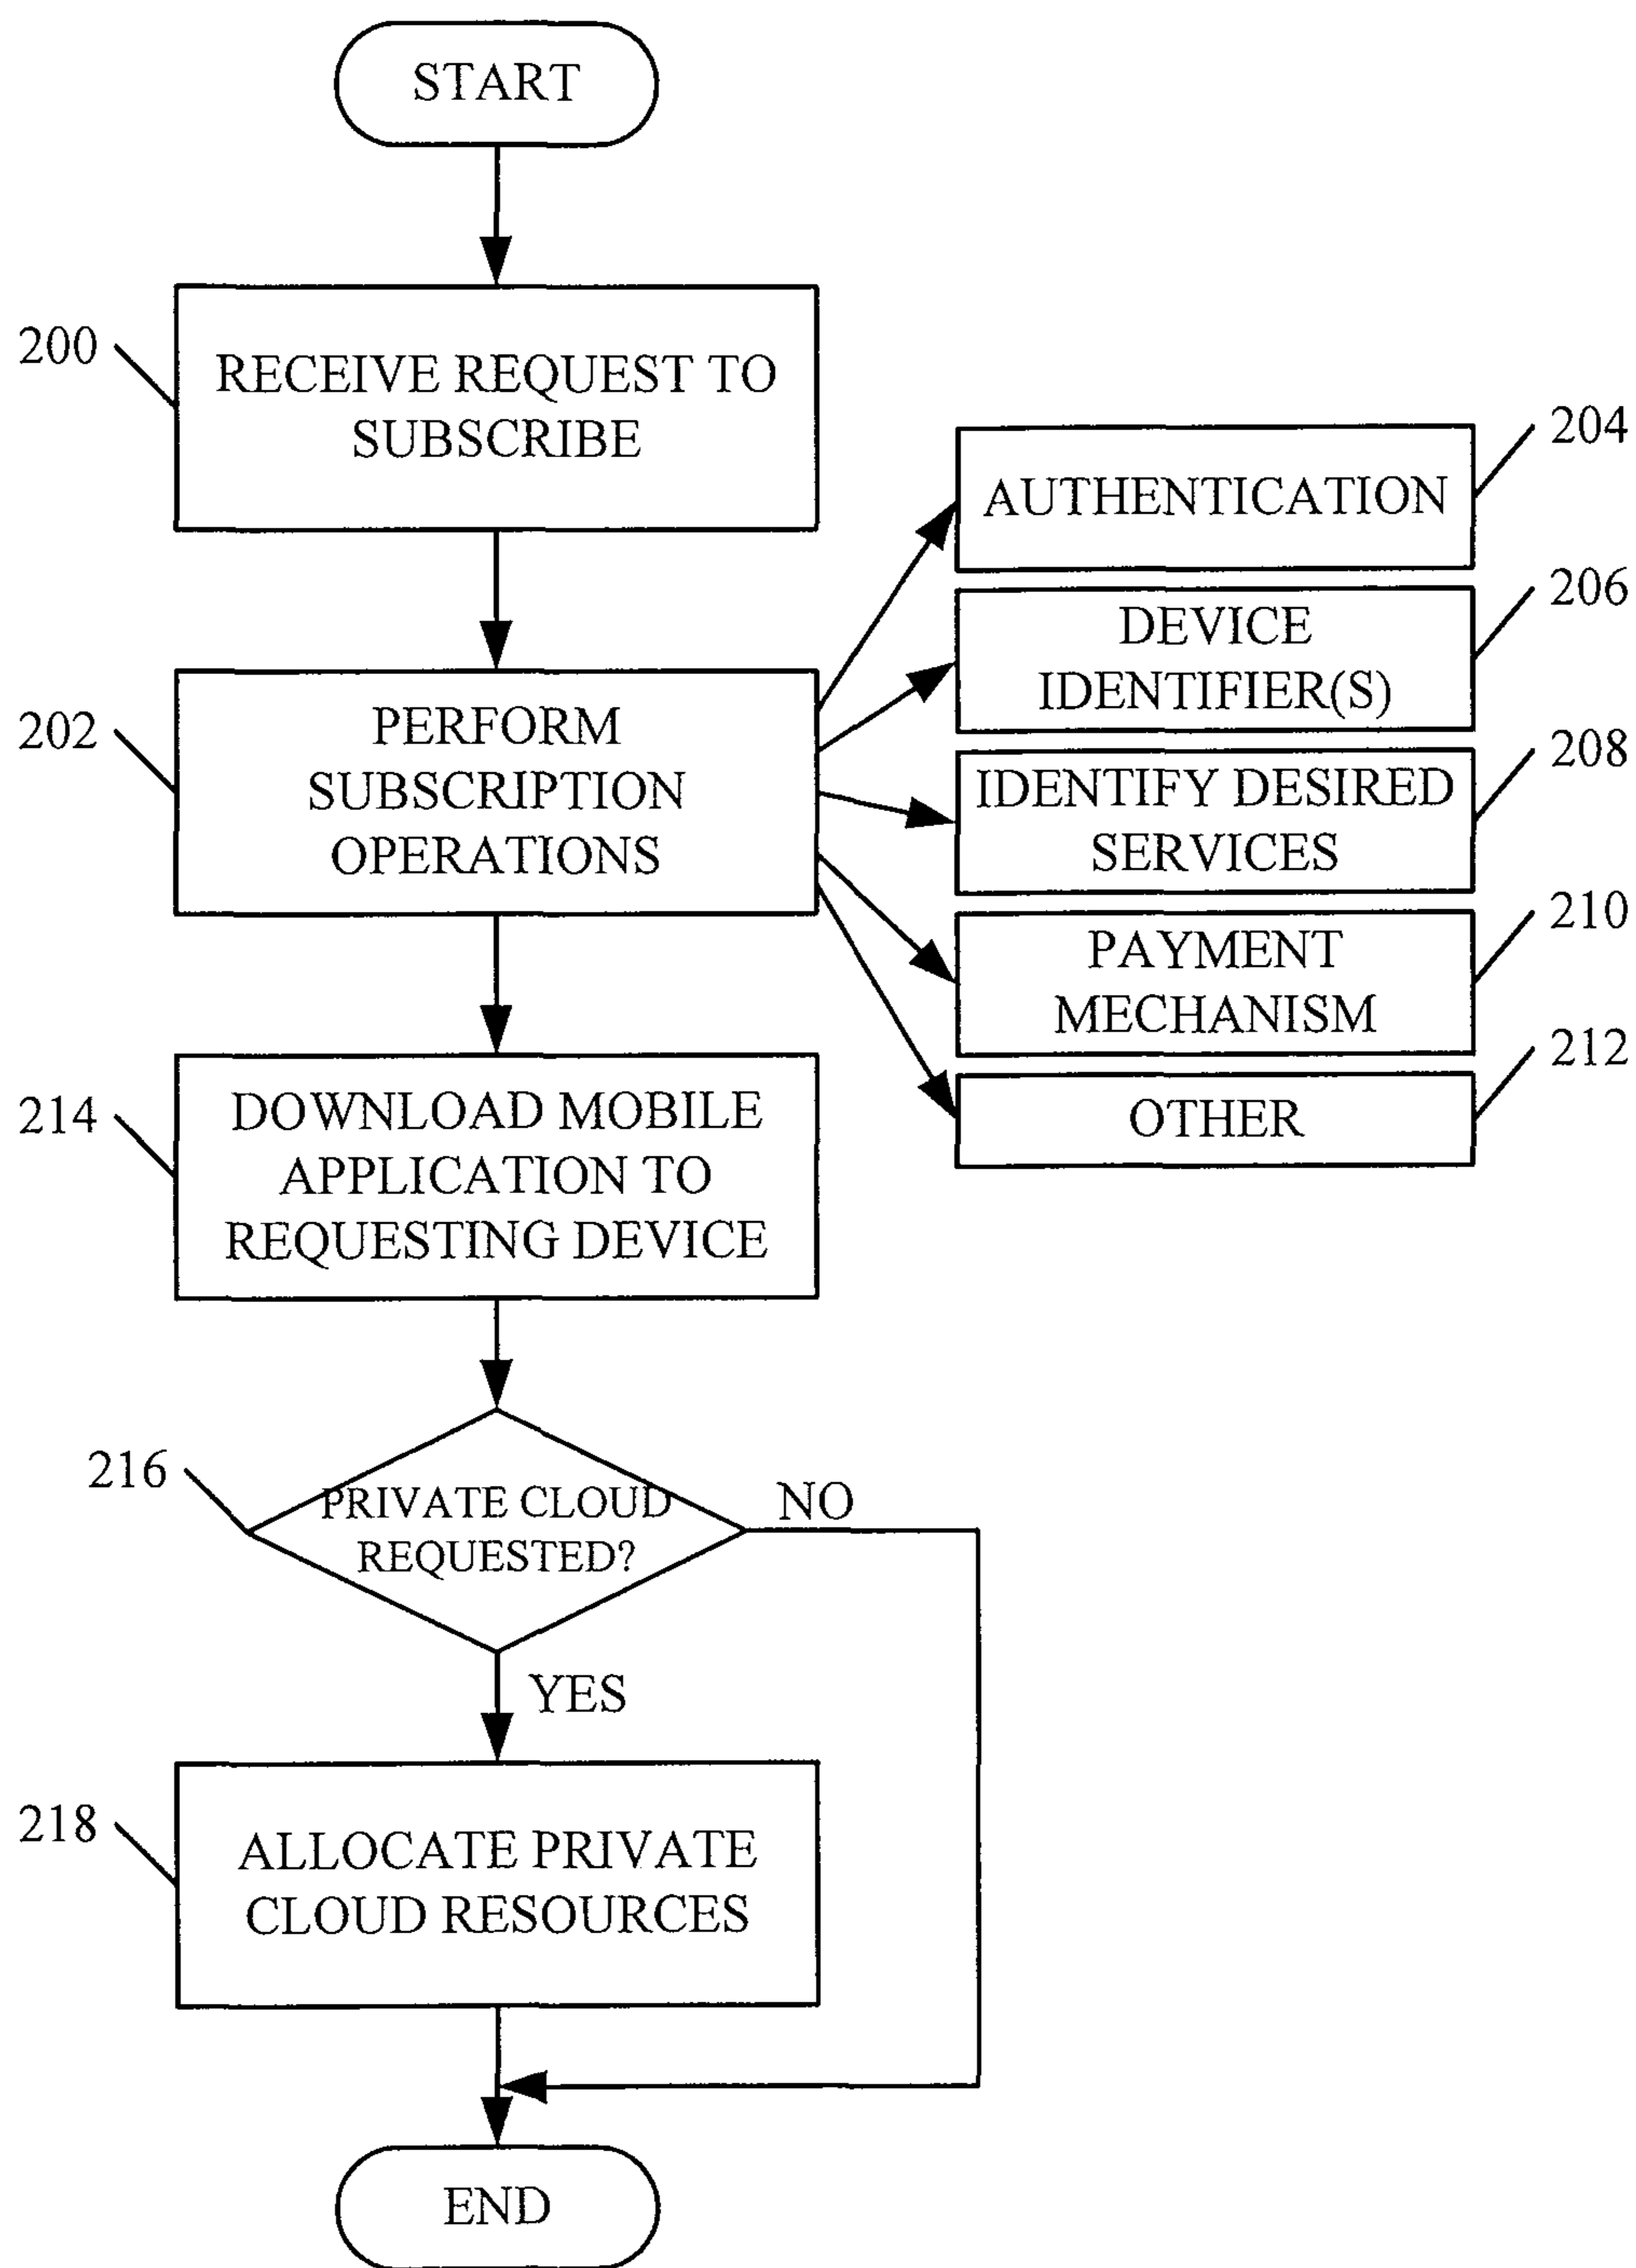 START
200
RECEIVE REQUEST TO
SUBSCRIBE
202
PERFORM
SUBSCRIPTION
OPERATIONS
204
AUTHENTICATION
206
DEVICE
IDENTIFIER(S)
208
IDENTIFY DESIRED
SERVICES
210
PAYMENT
MECHANISM
212
OTHER
214
DOWNLOAD MOBILE
APPLICATION TO
REQUESTING DEVICE
216
PRIVATE CLOUD
REQUESTED?
NO
YES
218
ALLOCATE PRIVATE
CLOUD RESOURCES
END